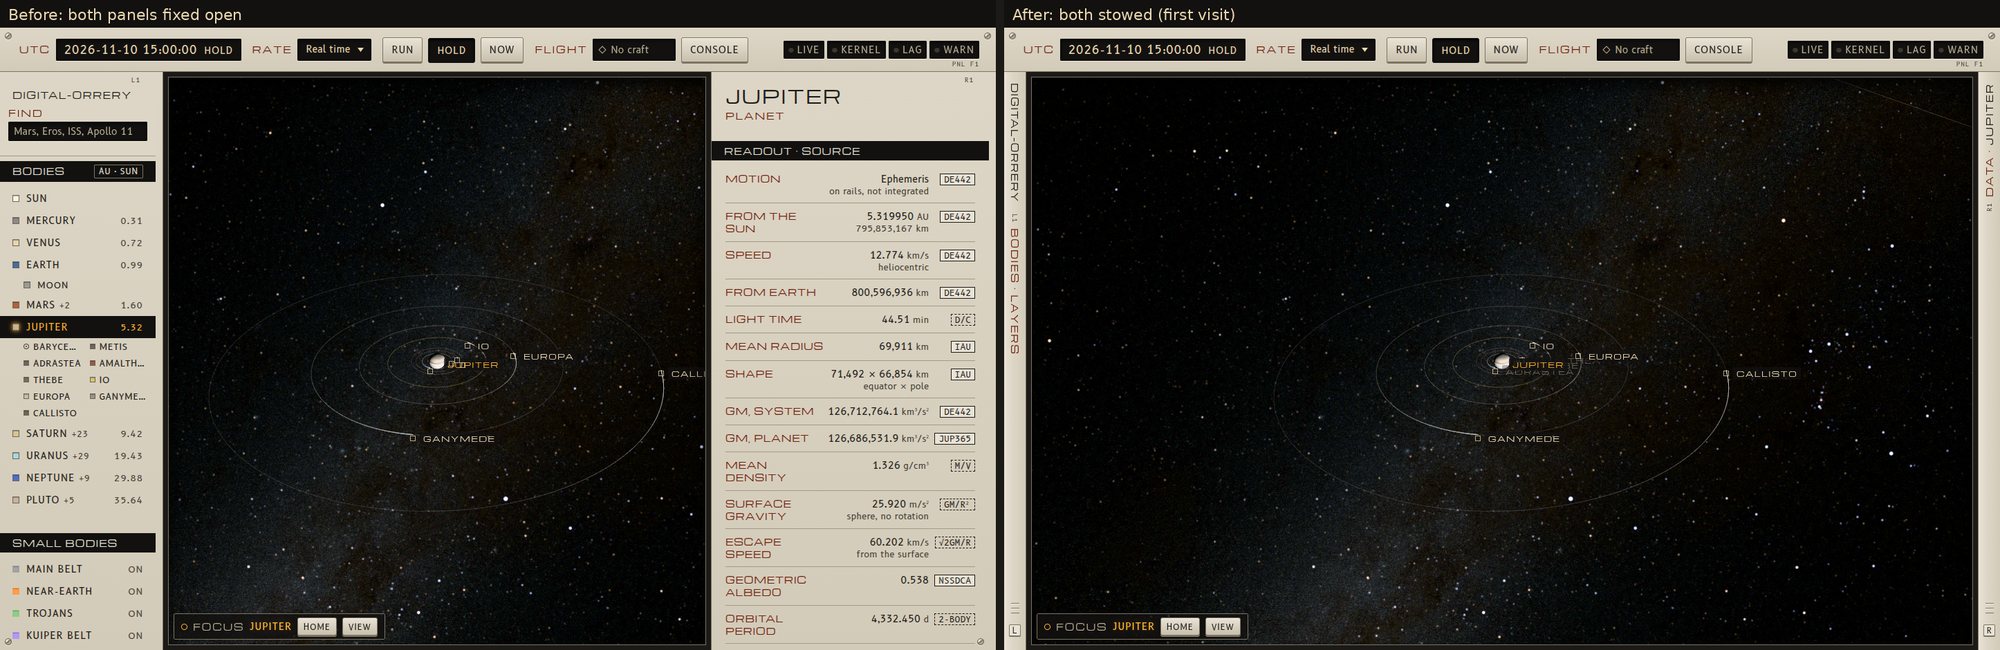 Before: both panels fixed open
UTC 2026-11-10 15:00:00 HOLD RATE Real time RUN HOLD NOW FLIGHT ◇ No craft CONSOLE LIVE KERNEL LAG WARN
PNL F1
L1
DIGITAL-ORRERY
FIND
Mars, Eros, ISS, Apollo 11
BODIES AU · SUN
SUN
MERCURY 0.31
VENUS 0.72
EARTH 0.99
MOON
MARS +2 1.60
JUPITER 5.32
BARYCE... METIS
ADRASTEA AMALTH...
THEBE IO
EUROPA GANYME...
CALLISTO
SATURN +23 9.42
URANUS +29 19.43
NEPTUNE +9 29.88
PLUTO +5 35.64
SMALL BODIES
MAIN BELT ON
NEAR-EARTH ON
TROJANS ON
KUIPER BELT ON
IO
EUROPA
JUPITER
CALLI
GANYMEDE
FOCUS JUPITER HOME VIEW
R1
JUPITER
PLANET
READOUT · SOURCE
MOTION Ephemeris DE442
on rails, not integrated
FROM THE SUN 5.319950 AU DE442
795,853,167 km
SPEED 12.774 km/s DE442
heliocentric
FROM EARTH 800,596,936 km DE442
LIGHT TIME 44.51 min D/C
MEAN RADIUS 69,911 km IAU
SHAPE 71,492 × 66,854 km IAU
equator × pole
GM, SYSTEM 126,712,764.1 km³/s² DE442
GM, PLANET 126,686,531.9 km³/s² JUP365
MEAN DENSITY 1.326 g/cm³ M/V
SURFACE GRAVITY 25.920 m/s² GM/R²
sphere, no rotation
ESCAPE SPEED 60.202 km/s √2GM/R
from the surface
GEOMETRIC ALBEDO 0.538 NSSDCA
ORBITAL PERIOD 4,332.450 d 2-BODY
After: both stowed (first visit)
UTC 2026-11-10 15:00:00 HOLD RATE Real time RUN HOLD NOW FLIGHT ◇ No craft CONSOLE LIVE KERNEL LAG WARN
PNL F1
DIGITAL-ORRERY L1 BODIES · LAYERS
L
IO
EUROPA
JUPITER
ADRASTEA
CALLISTO
GANYMEDE
FOCUS JUPITER HOME VIEW
R1 DATA · JUPITER
R